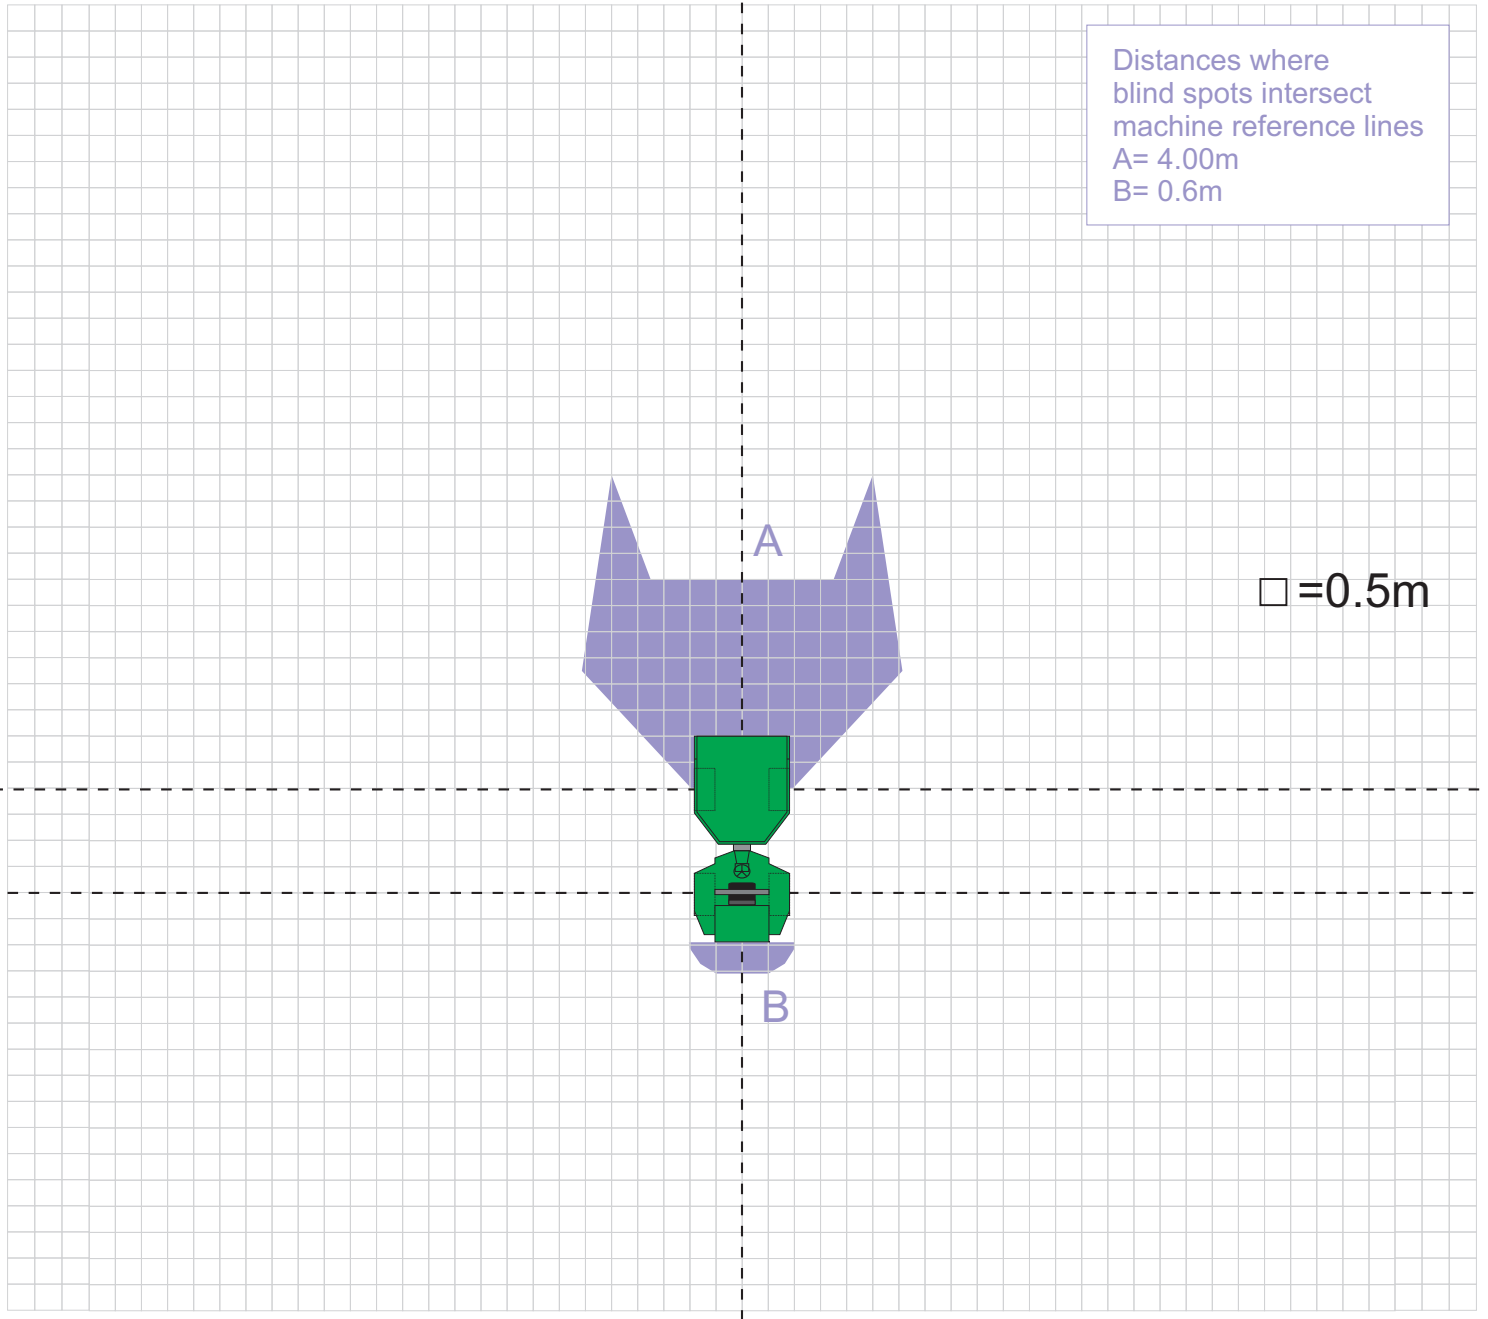 Distances where
blind spots intersect
machine reference lines
A= 4.00m
B= 0.6m
A
=0.5m
B